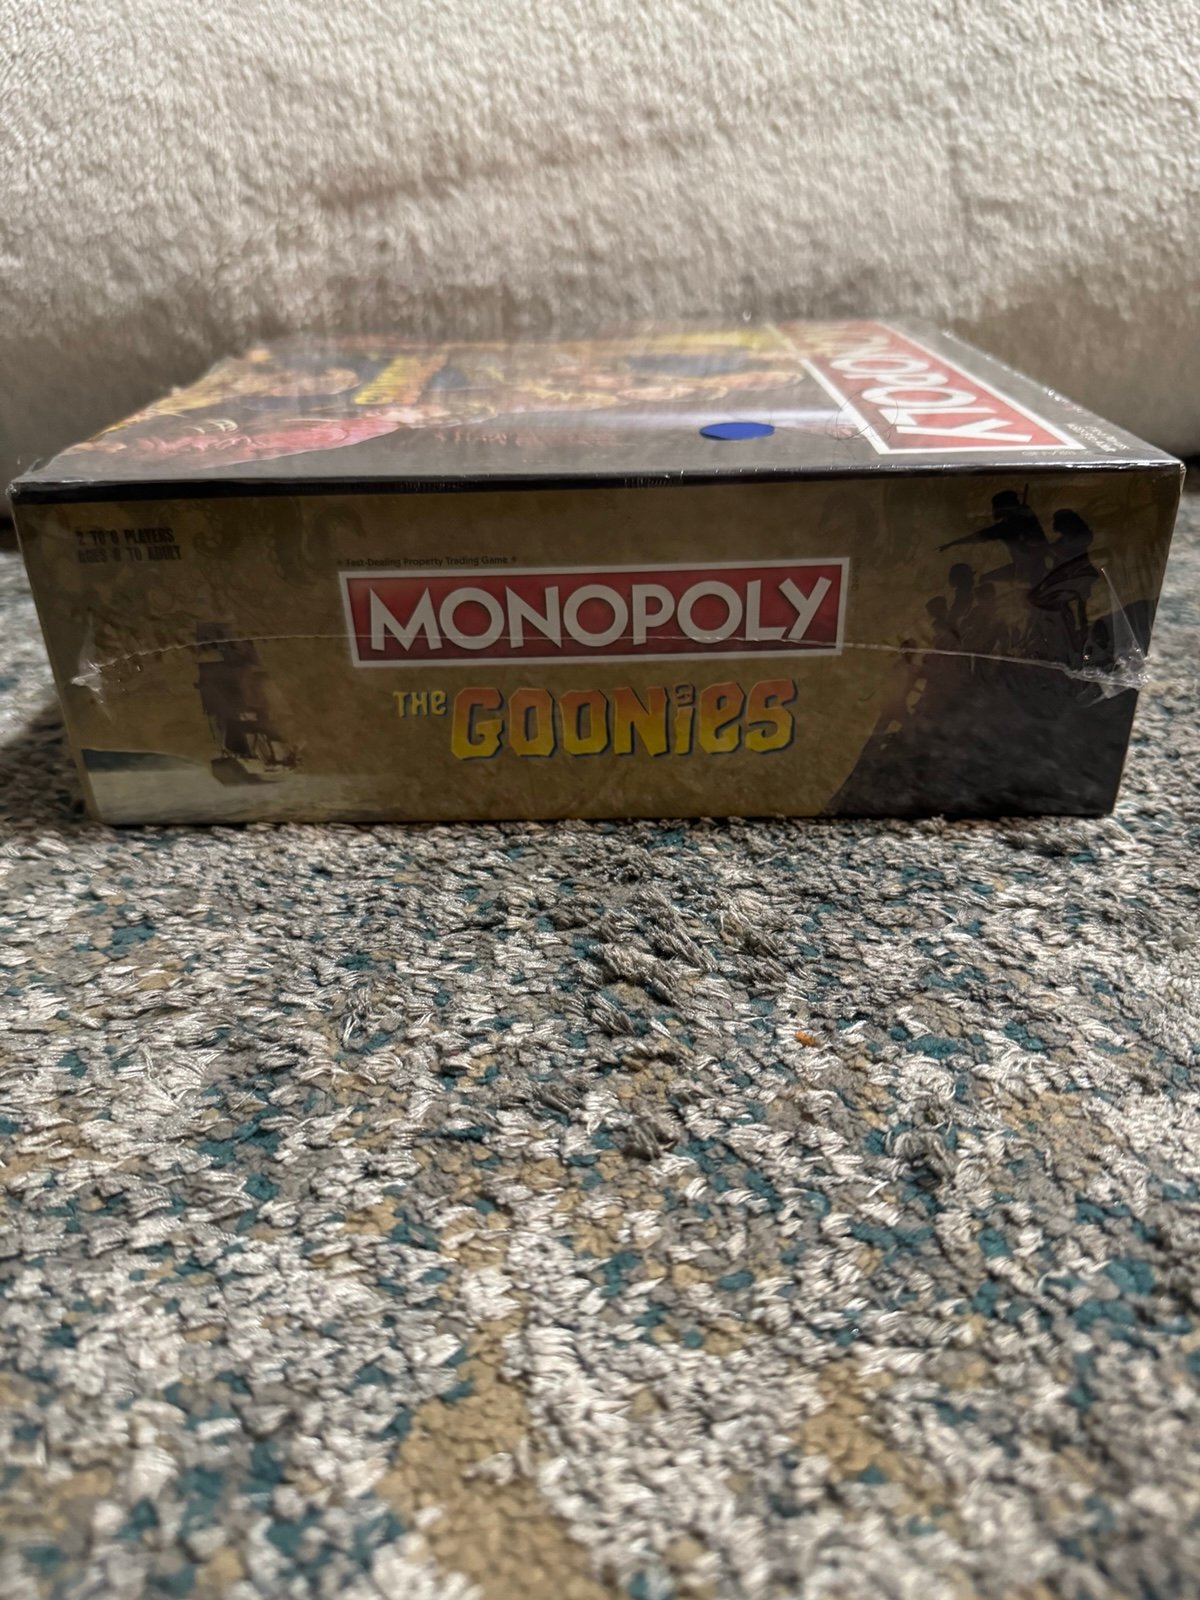 MONOPOLY
2 TO 6 PLAYERS
AGES 8 TO ADULT
Fast-Dealing Property Trading Game
MONOPOLY
THE GOONIES